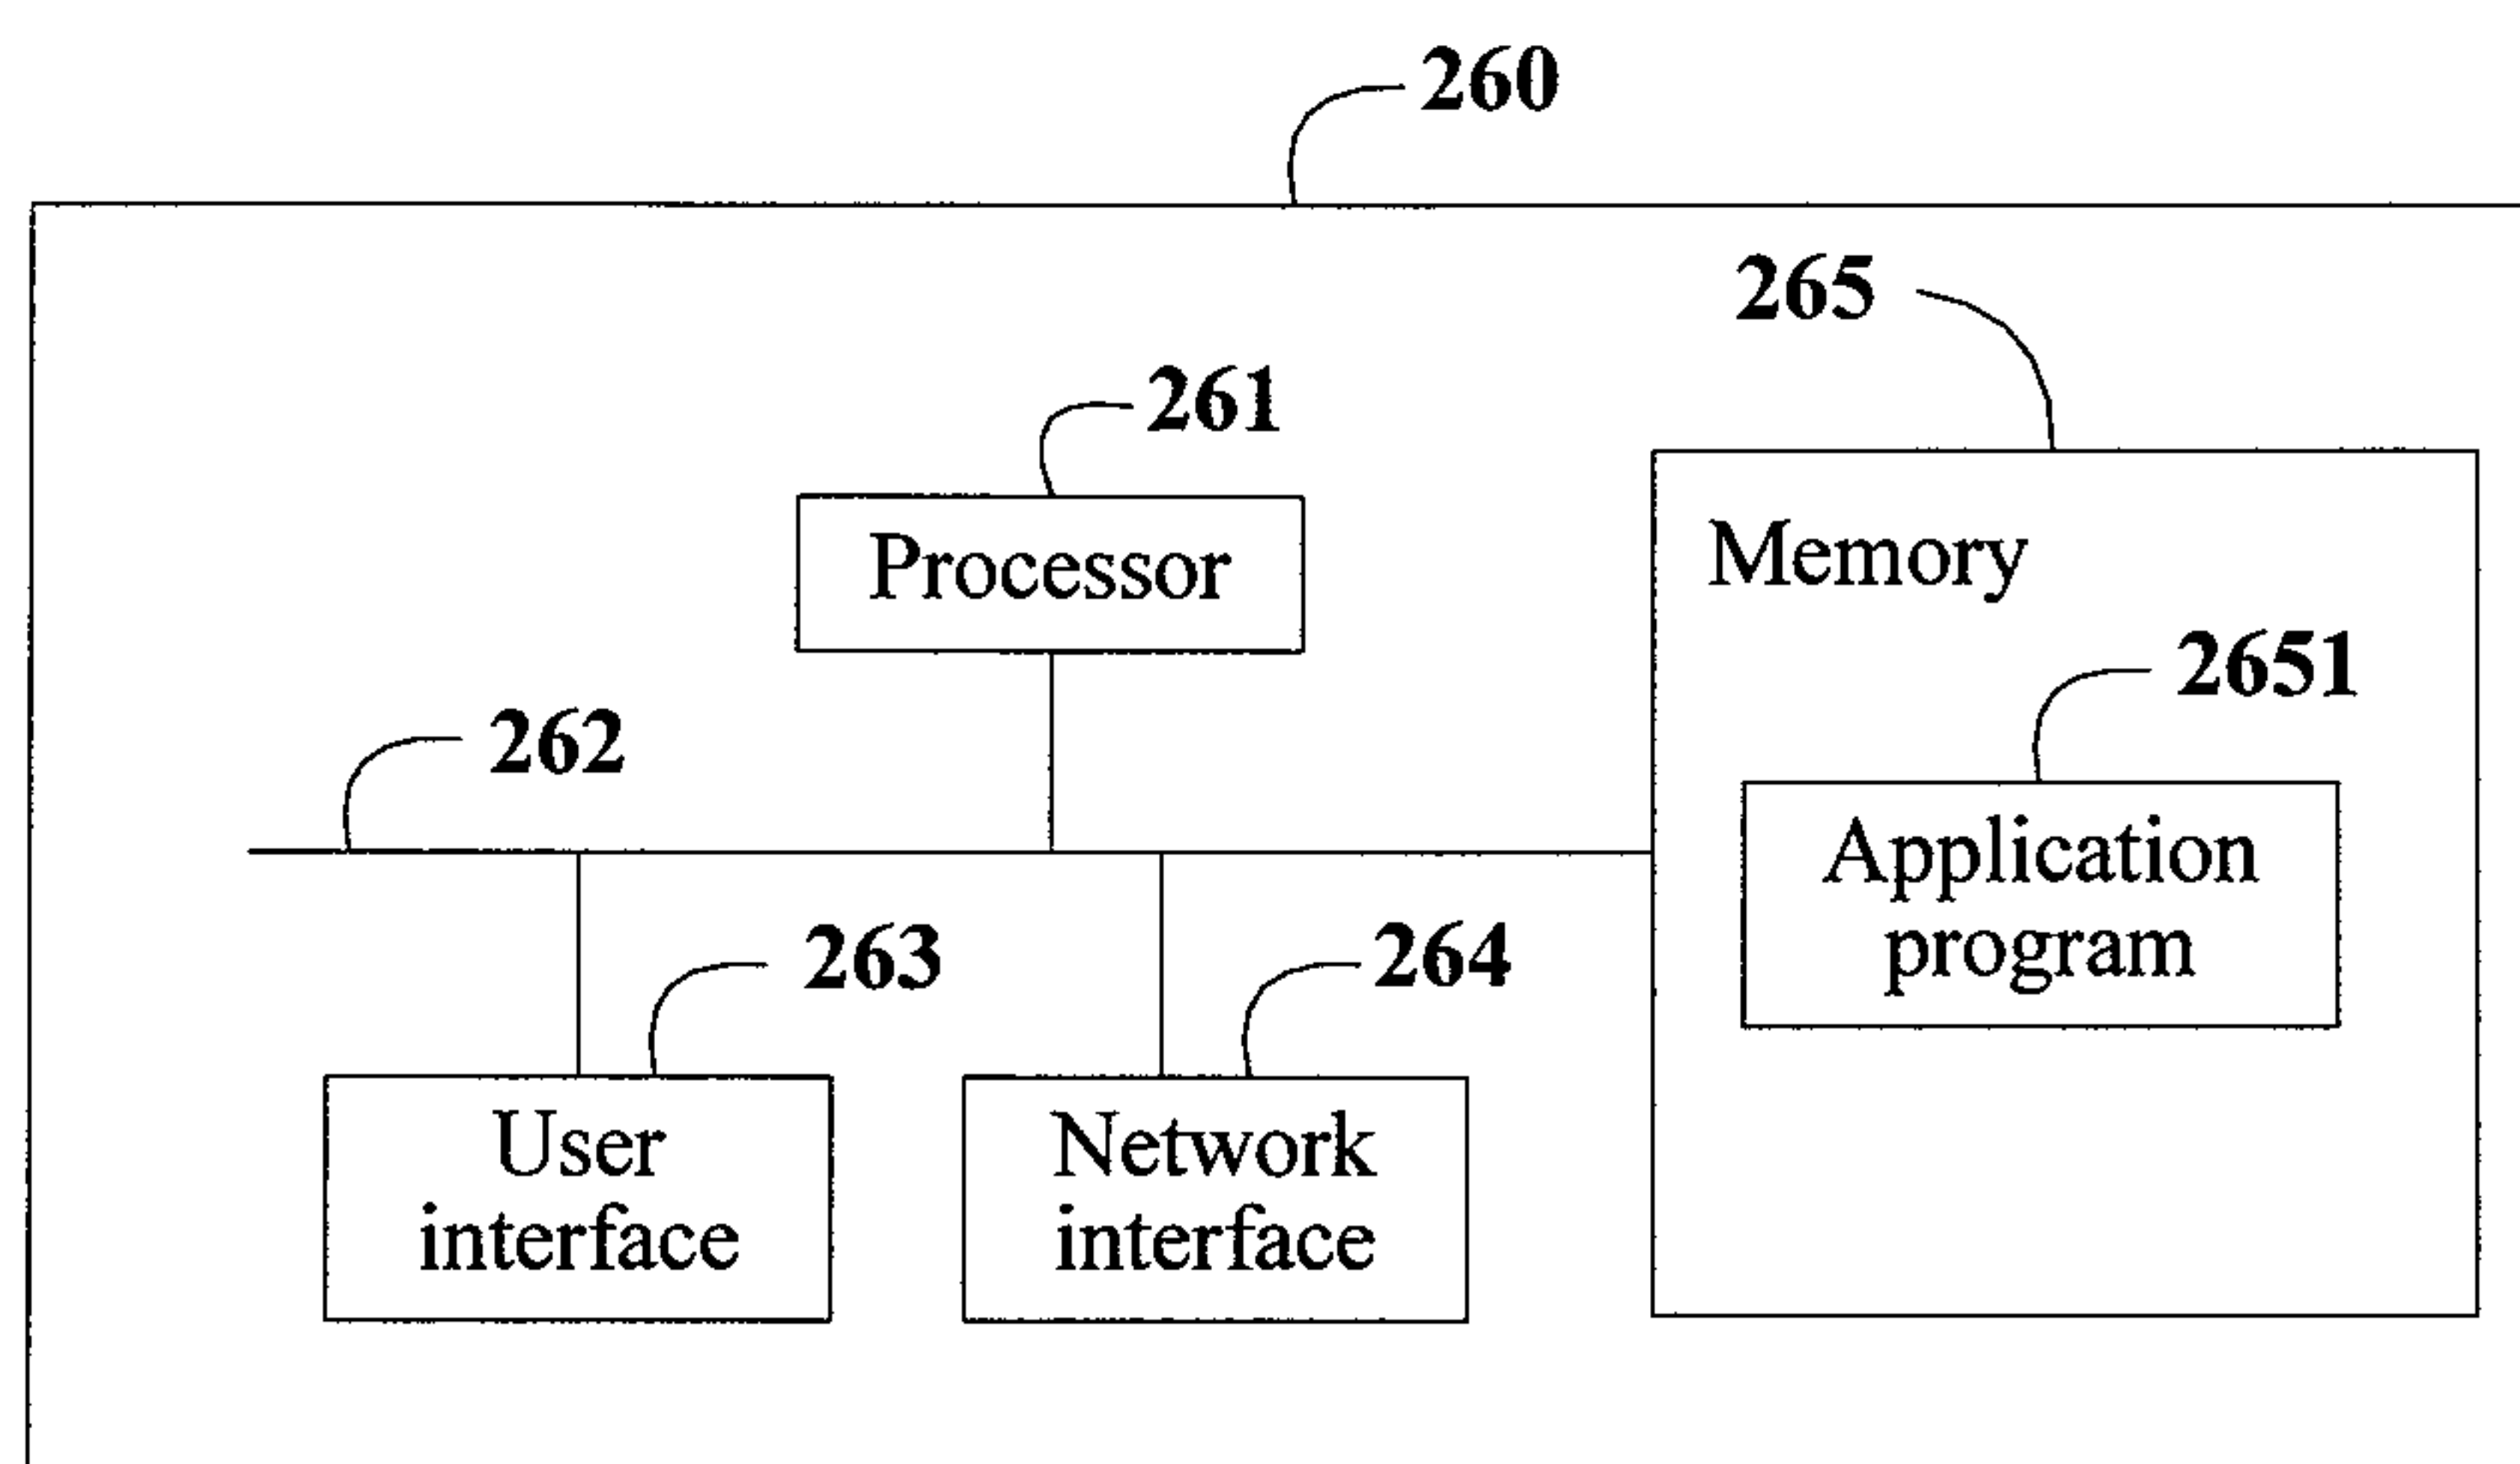 260
265
261
Processor
Memory
2651
262
Application
program
263
264
User
interface
Network
interface